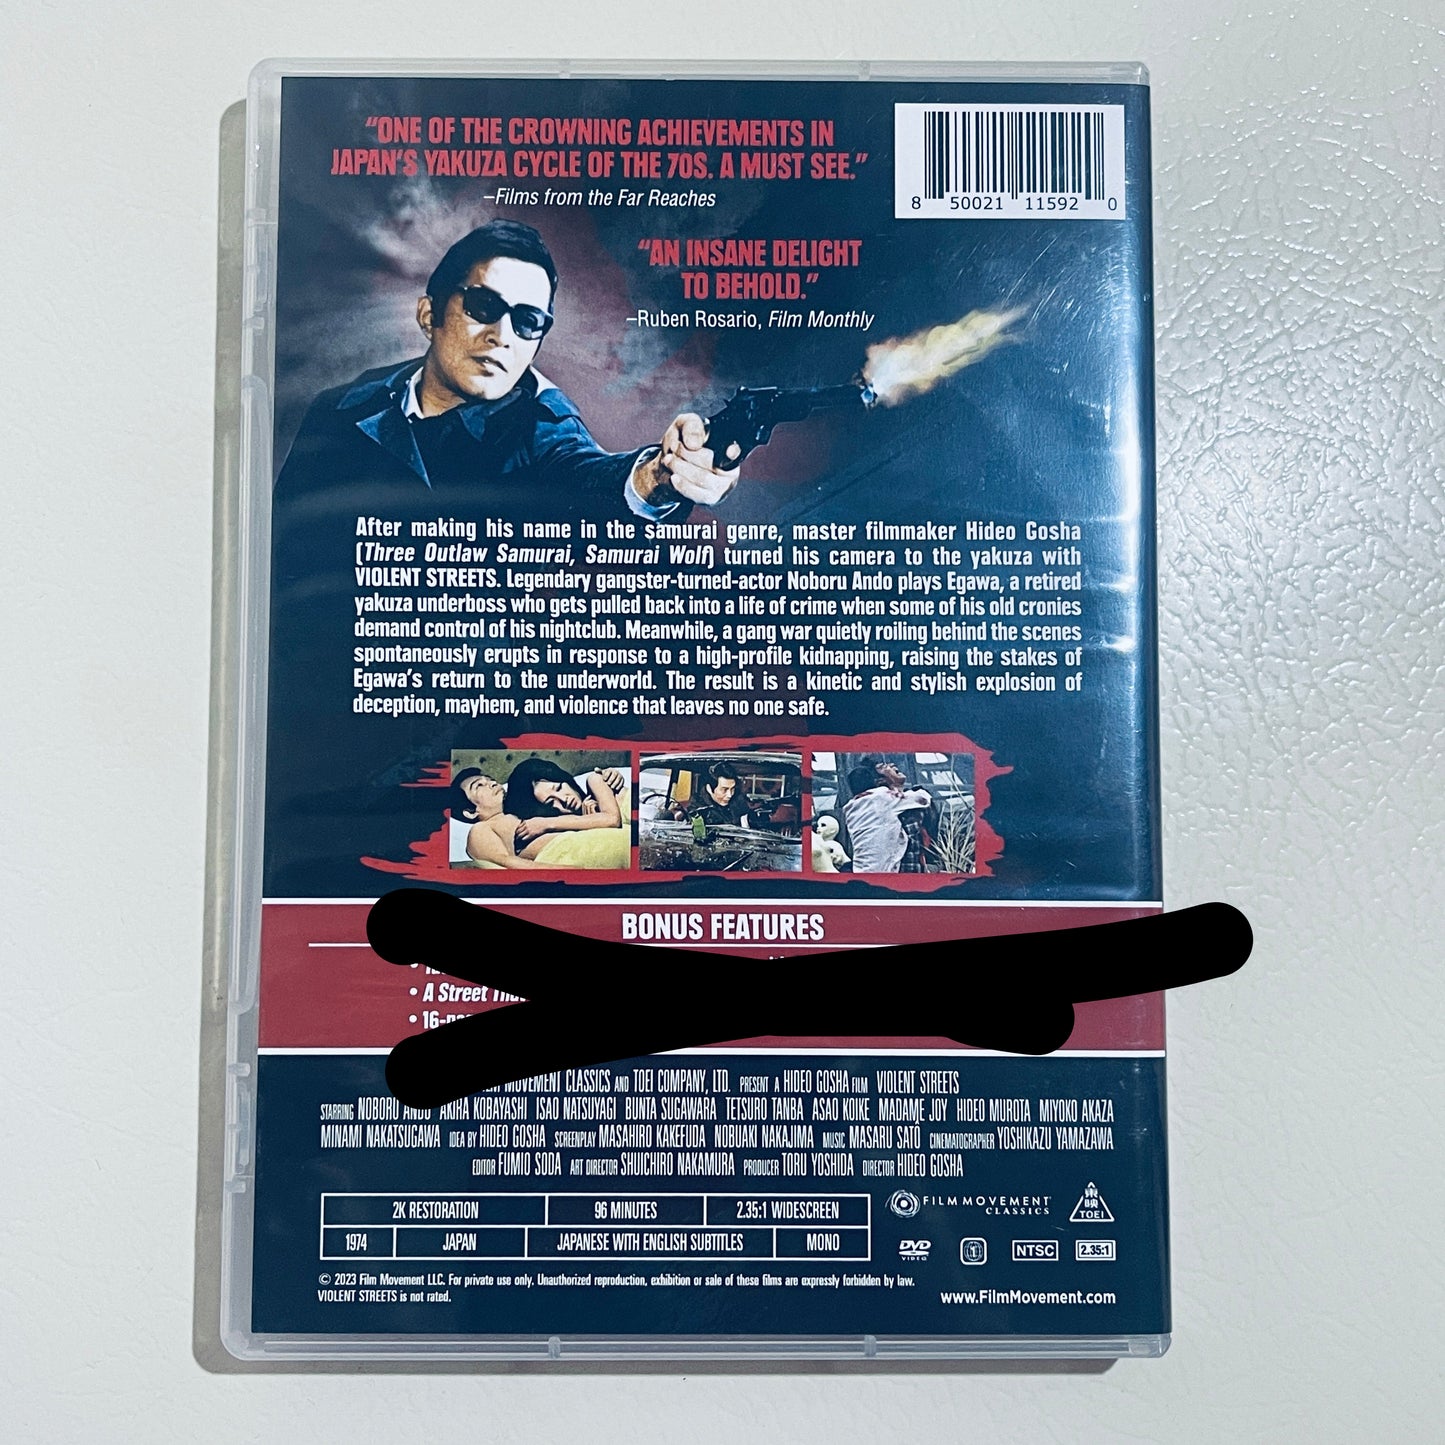 "ONE OF THE CROWNING ACHIEVEMENTS IN
JAPAN'S YAKUZA CYCLE OF THE 70S. A MUST SEE."
–Films from the Far Reaches
8 50021 11592 0
"AN INSANE DELIGHT
TO BEHOLD."
–Ruben Rosario, Film Monthly
After making his name in the samurai genre, master filmmaker Hideo Gosha
(Three Outlaw Samurai, Samurai Wolf) turned his camera to the yakuza with
VIOLENT STREETS. Legendary gangster-turned-actor Noboru Ando plays Egawa, a retired
yakuza underboss who gets pulled back into a life of crime when some of his old cronies
demand control of his nightclub. Meanwhile, a gang war quietly roiling behind the scenes
spontaneously erupts in response to a high-profile kidnapping, raising the stakes of
Egawa's return to the underworld. The result is a kinetic and stylish explosion of
deception, mayhem, and violence that leaves no one safe.
BONUS FEATURES
• A Street
• 16-
MOVEMENT CLASSICS AND TOEI COMPANY, LTD. PRESENT A HIDEO GOSHA FILM VIOLENT STREETS
STARRING NOBORU ANDO AKIRA KOBAYASHI ISAO NATSUYAGI BUNTA SUGAWARA TETSURO TANBA ASAO KOIKE MADAME JOY HIDEO MUROTA MIYOKO AKAZA
MINAMI NAKATSUGAWA IDEA BY HIDEO GOSHA SCREENPLAY MASAHIRO KAKEFUDA NOBUAKI NAKAJIMA MUSIC MASARU SATÔ CINEMATOGRAPHER YOSHIKAZU YAMAZAWA
EDITOR FUMIO SODA ART DIRECTOR SHUICHIRO NAKAMURA PRODUCER TORU YOSHIDA DIRECTOR HIDEO GOSHA
2K RESTORATION 96 MINUTES 2.35:1 WIDESCREEN
1974 JAPAN JAPANESE WITH ENGLISH SUBTITLES MONO
FILM MOVEMENT
CLASSICS
東映
TOEI
DVD
VIDEO
1
NTSC
2.35:1
© 2023 Film Movement LLC. For private use only. Unauthorized reproduction, exhibition or sale of these films are expressly forbidden by law.
VIOLENT STREETS is not rated.
www.FilmMovement.com